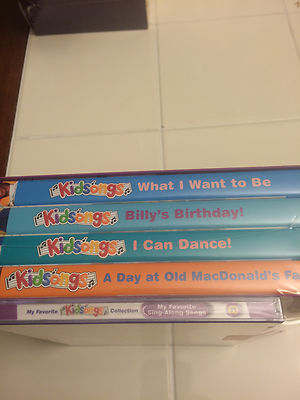 Kidsongs What I Want to Be
Kidsongs Billy's Birthday!
Kidsongs I Can Dance!
Kidsongs A Day at Old MacDonald's Fa
My Favorite Kidsongs Collection My Favorite
Sing-Along Songs